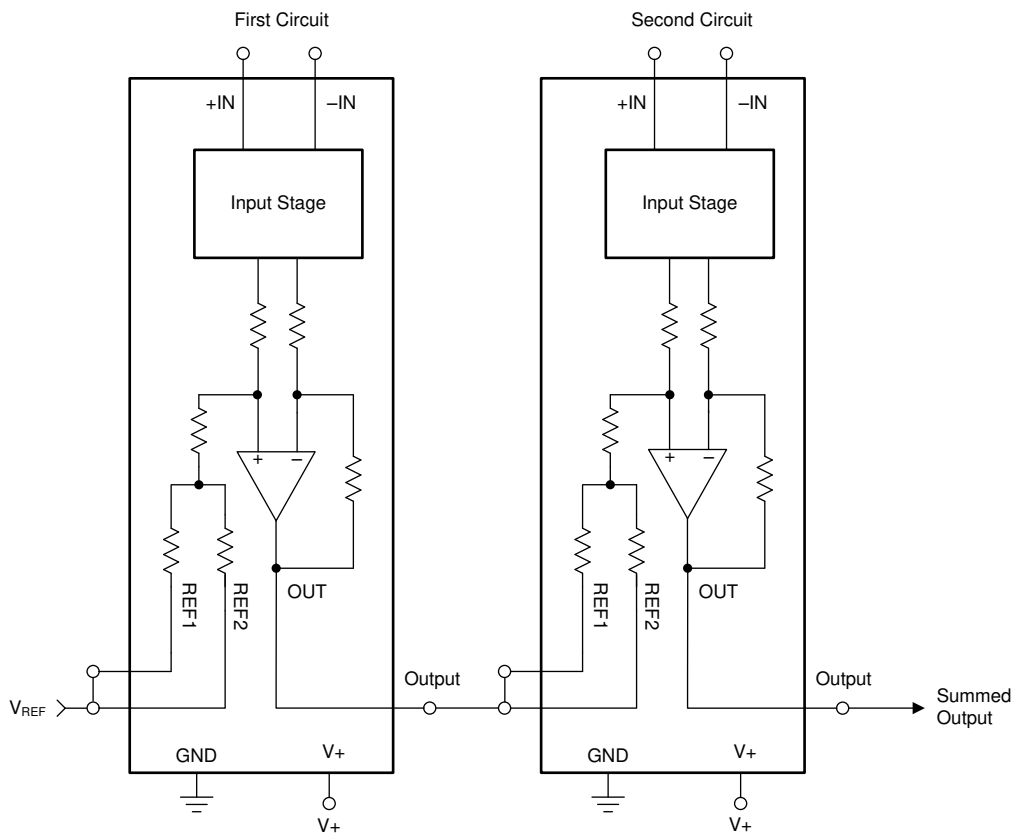 First Circuit
Second Circuit
+IN
–IN
+IN
–IN
Input Stage
Input Stage
+
–
+
–
OUT
OUT
REF1
REF2
REF1
REF2
Output
Output
VREF
Summed
Output
GND
V+
GND
V+
V+
V+